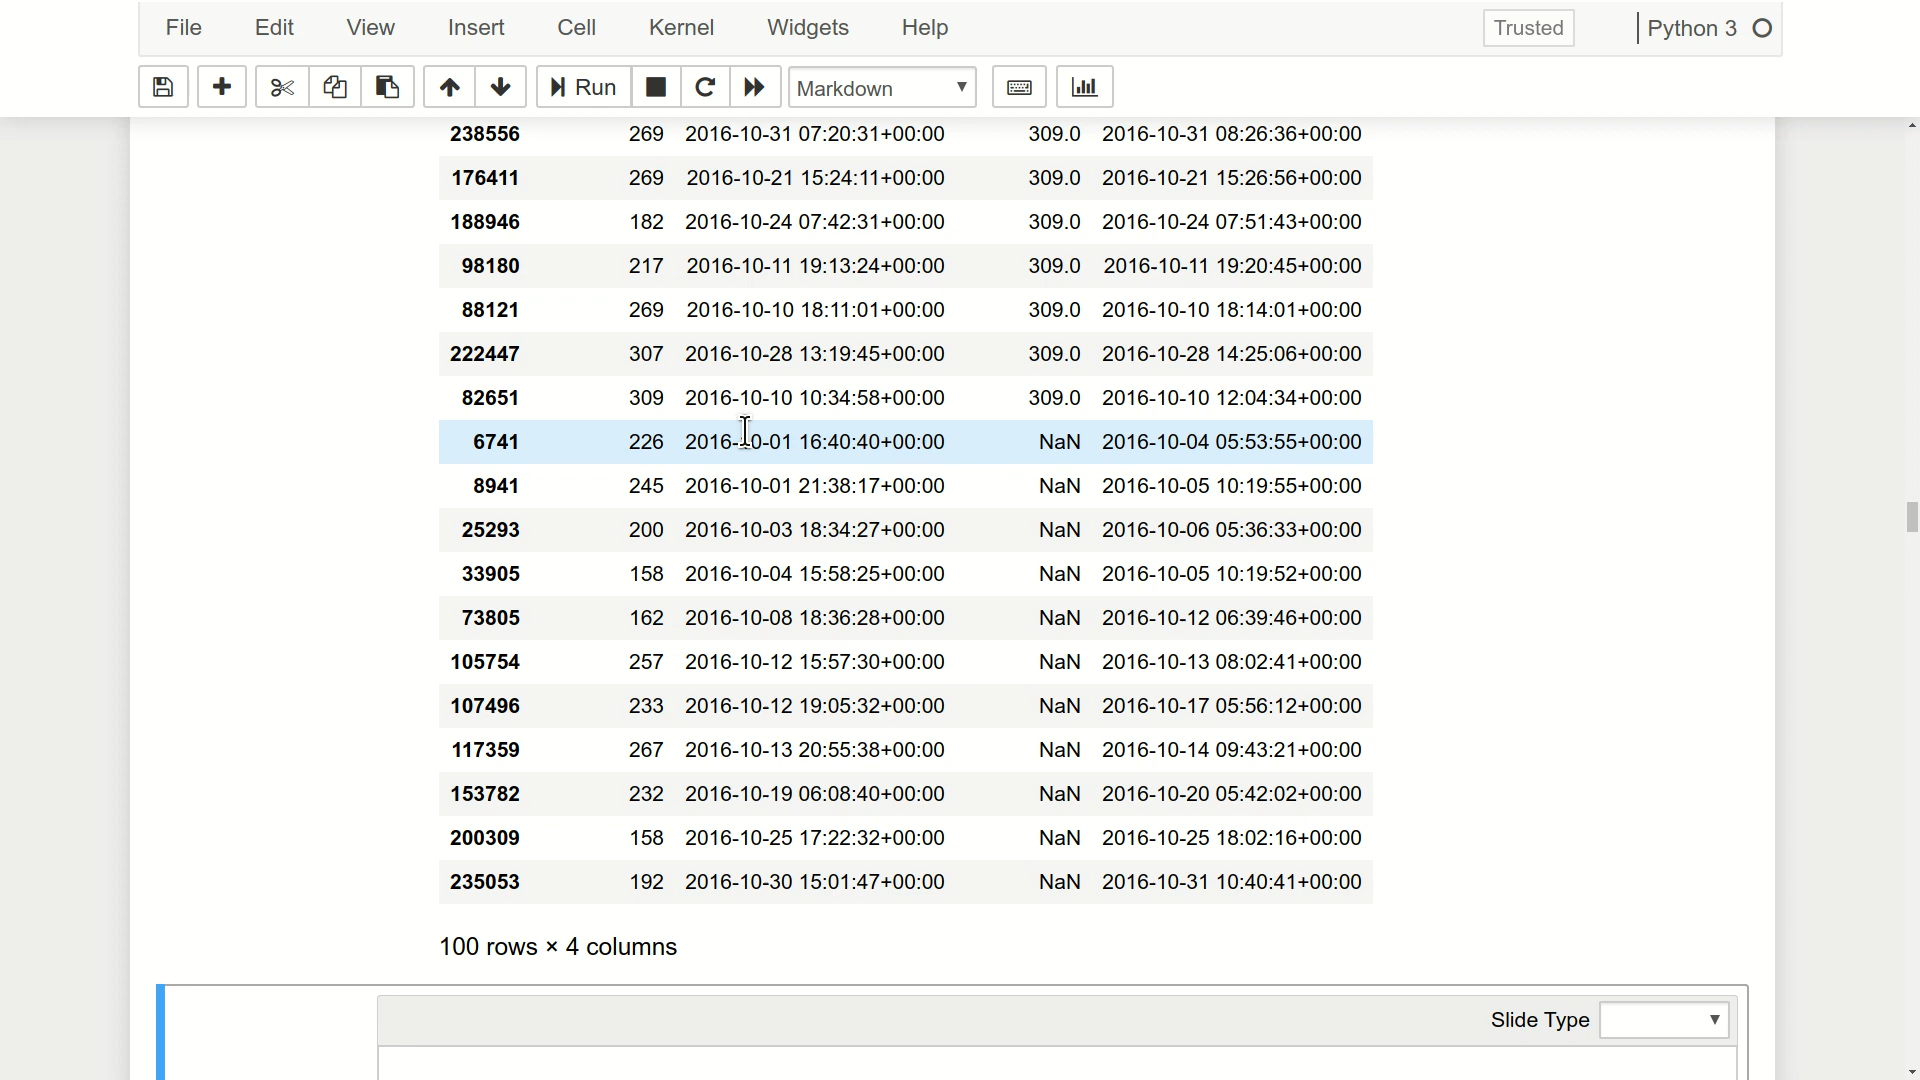 File Edit View Insert Cell Kernel Widgets Help Trusted Python 3
Run Markdown
238556 269 2016-10-31 07:20:31+00:00 309.0 2016-10-31 08:26:36+00:00
176411 269 2016-10-21 15:24:11+00:00 309.0 2016-10-21 15:26:56+00:00
188946 182 2016-10-24 07:42:31+00:00 309.0 2016-10-24 07:51:43+00:00
98180 217 2016-10-11 19:13:24+00:00 309.0 2016-10-11 19:20:45+00:00
88121 269 2016-10-10 18:11:01+00:00 309.0 2016-10-10 18:14:01+00:00
222447 307 2016-10-28 13:19:45+00:00 309.0 2016-10-28 14:25:06+00:00
82651 309 2016-10-10 10:34:58+00:00 309.0 2016-10-10 12:04:34+00:00
6741 226 2016-10-01 16:40:40+00:00 NaN 2016-10-04 05:53:55+00:00
8941 245 2016-10-01 21:38:17+00:00 NaN 2016-10-05 10:19:55+00:00
25293 200 2016-10-03 18:34:27+00:00 NaN 2016-10-06 05:36:33+00:00
33905 158 2016-10-04 15:58:25+00:00 NaN 2016-10-05 10:19:52+00:00
73805 162 2016-10-08 18:36:28+00:00 NaN 2016-10-12 06:39:46+00:00
105754 257 2016-10-12 15:57:30+00:00 NaN 2016-10-13 08:02:41+00:00
107496 233 2016-10-12 19:05:32+00:00 NaN 2016-10-17 05:56:12+00:00
117359 267 2016-10-13 20:55:38+00:00 NaN 2016-10-14 09:43:21+00:00
153782 232 2016-10-19 06:08:40+00:00 NaN 2016-10-20 05:42:02+00:00
200309 158 2016-10-25 17:22:32+00:00 NaN 2016-10-25 18:02:16+00:00
235053 192 2016-10-30 15:01:47+00:00 NaN 2016-10-31 10:40:41+00:00
100 rows × 4 columns
Slide Type